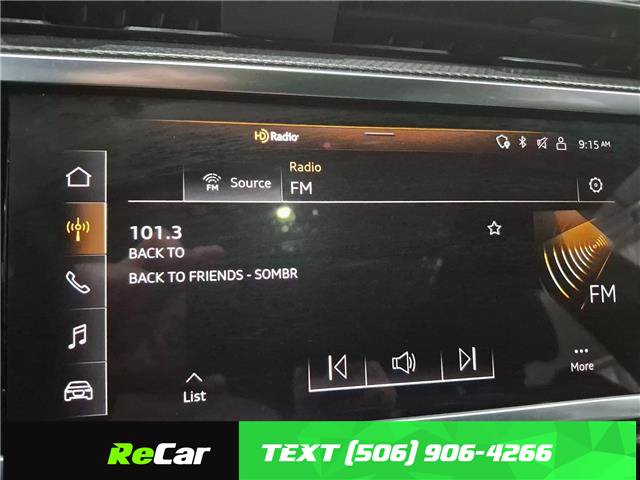 HD Radio
9:15 AM
Radio
FM Source
FM
101.3
BACK TO
BACK TO FRIENDS - SOMBR
FM
List
More
ReCar
TEXT (506) 906-4266